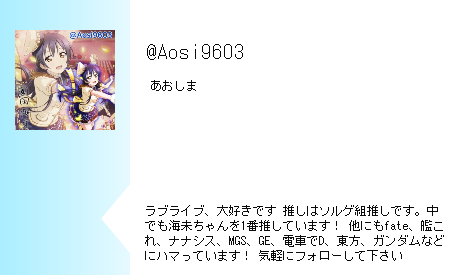 @Aosi9603
@Aosi9603
あおしま
ラブライブ、大好きです 推しはソルゲ組推しです。中
でも海未ちゃんを1番推しています！ 他にもfate、艦こ
れ、ナナシス、MGS、GE、電車でD、東方、ガンダムなど
にハマっています！ 気軽にフォローして下さい